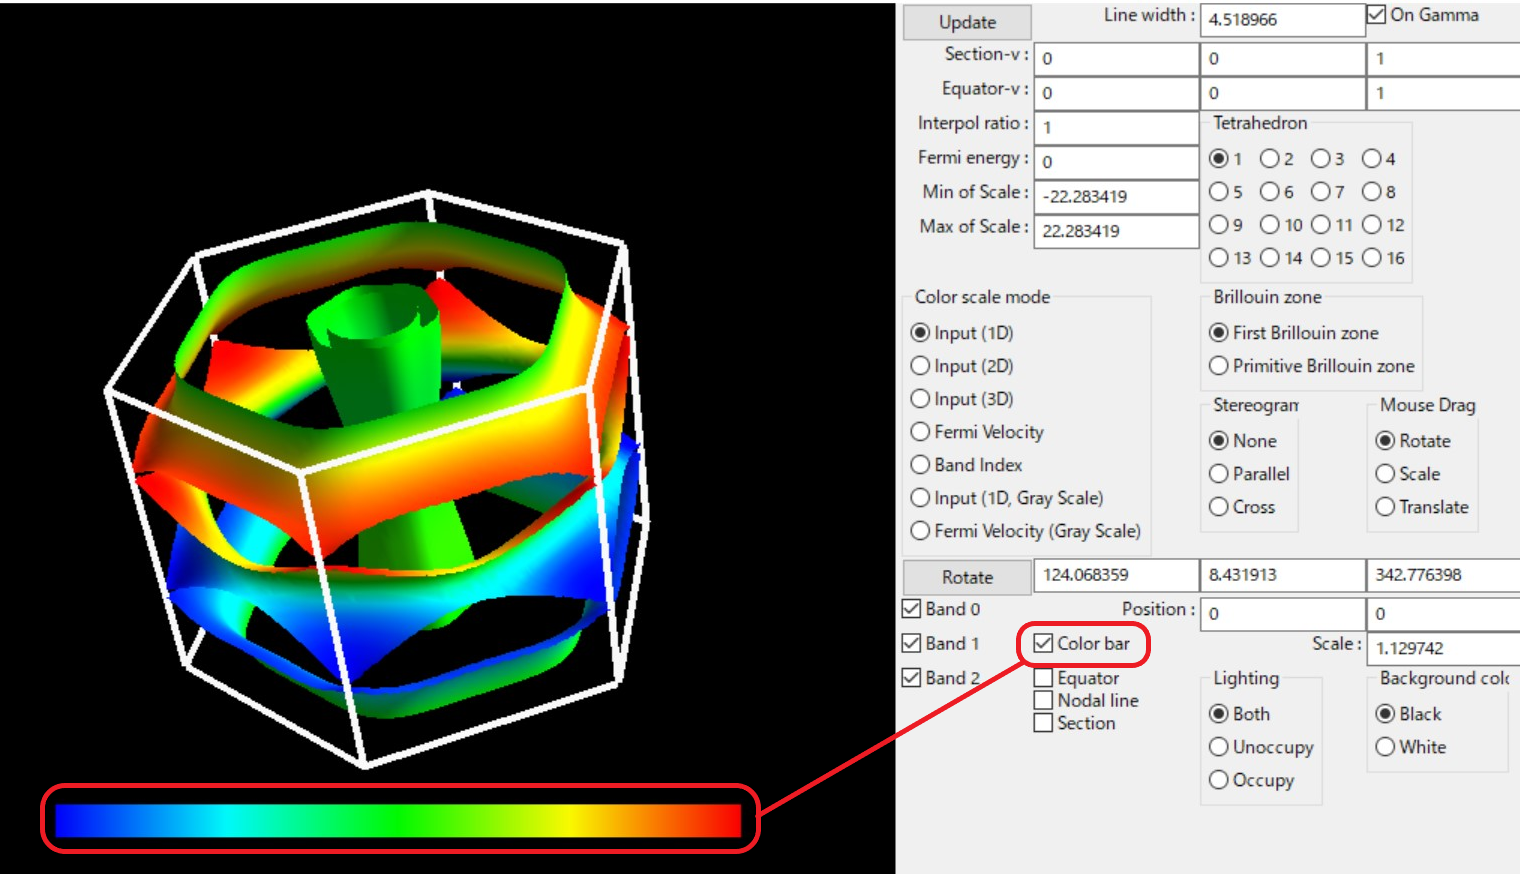 Update Line width : 4.518966 On Gamma
Section-v : 0 0 1
Equator-v : 0 0 1
Interpol ratio : 1
Fermi energy : 0
Min of Scale : -22.283419
Max of Scale : 22.283419
Tetrahedron
1 2 3 4
5 6 7 8
9 10 11 12
13 14 15 16
Color scale mode
Input (1D)
Input (2D)
Input (3D)
Fermi Velocity
Band Index
Input (1D, Gray Scale)
Fermi Velocity (Gray Scale)
Brillouin zone
First Brillouin zone
Primitive Brillouin zone
Stereogran
None
Parallel
Cross
Mouse Drag
Rotate
Scale
Translate
Rotate 124.068359 8.431913 342.776398
Band 0 Position : 0 0
Band 1 Color bar Scale : 1.129742
Band 2 Equator
Nodal line
Section
Lighting
Both
Unoccupy
Occupy
Background colo
Black
White